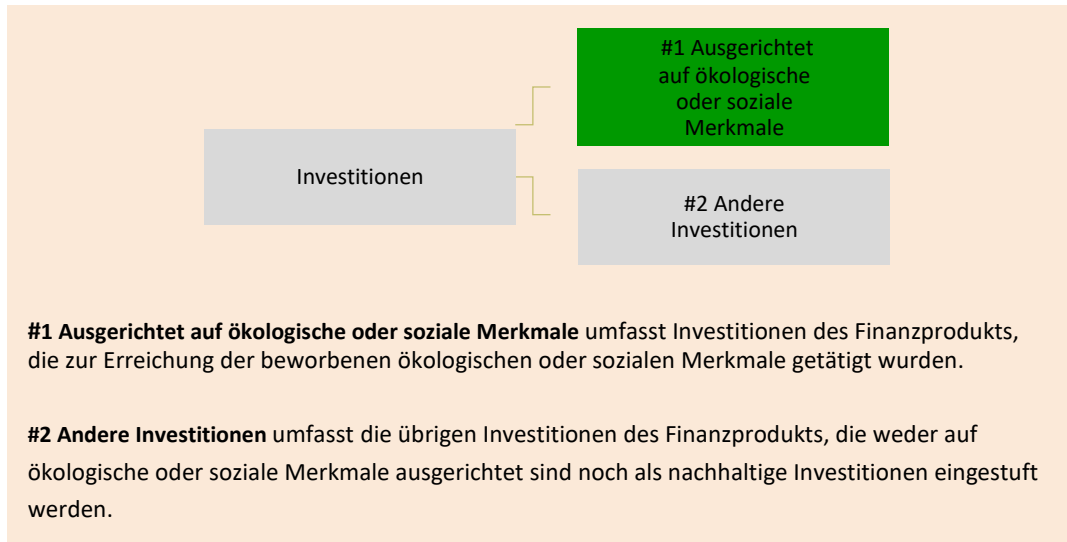 #1 Ausgerichtet
auf ökologische
oder soziale
Merkmale
Investitionen
#2 Andere
Investitionen
#1 Ausgerichtet auf ökologische oder soziale Merkmale umfasst Investitionen des Finanzprodukts,
die zur Erreichung der beworbenen ökologischen oder sozialen Merkmale getätigt wurden.
#2 Andere Investitionen umfasst die übrigen Investitionen des Finanzprodukts, die weder auf
ökologische oder soziale Merkmale ausgerichtet sind noch als nachhaltige Investitionen eingestuft
werden.